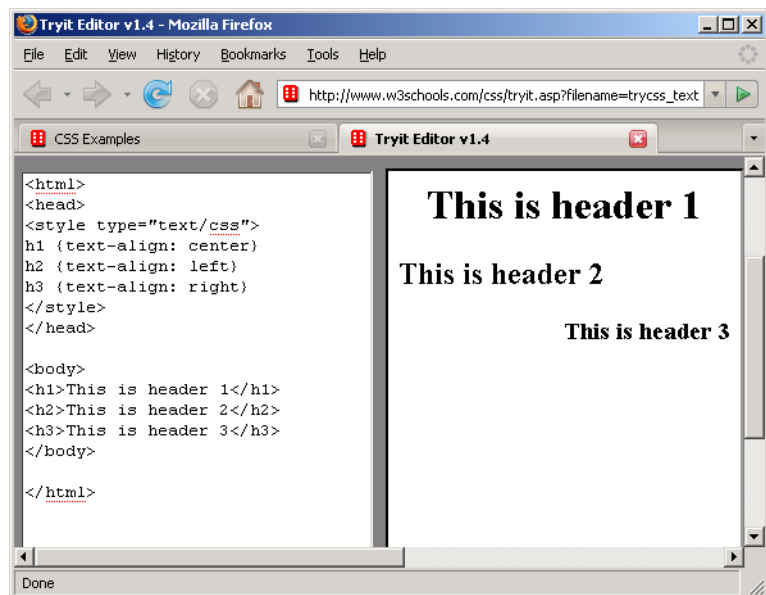 Tryit Editor v1.4 - Mozilla Firefox
File Edit View History Bookmarks Tools Help
http://www.w3schools.com/css/tryit.asp?filename=trycss_text
CSS Examples
Tryit Editor v1.4
<html>
<head>
<style type="text/css">
h1 {text-align: center}
h2 {text-align: left}
h3 {text-align: right}
</style>
</head>
<body>
<h1>This is header 1</h1>
<h2>This is header 2</h2>
<h3>This is header 3</h3>
</body>
</html>
This is header 1
This is header 2
This is header 3
Done